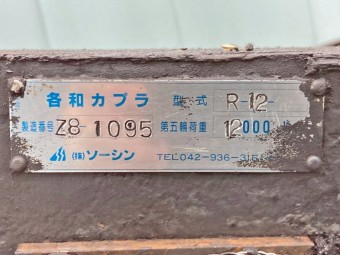 各和カプラ 型式 R-12-
製造番号 Z8-1095 第五輪荷重 12000
(株)ソーシン TEL042-936-316